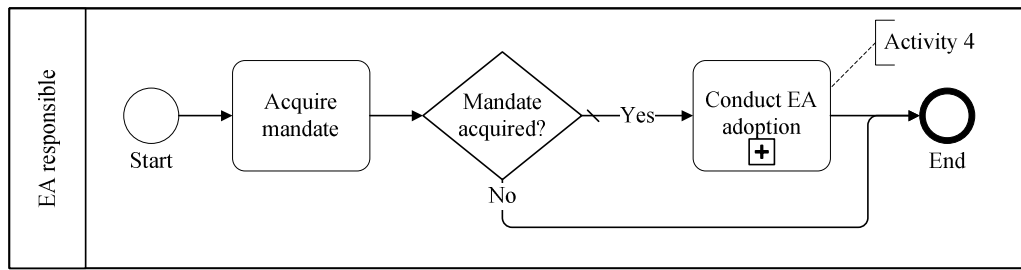 EA responsible
Start
Acquire
mandate
Mandate
acquired?
Yes
No
Conduct EA
adoption
Activity 4
End